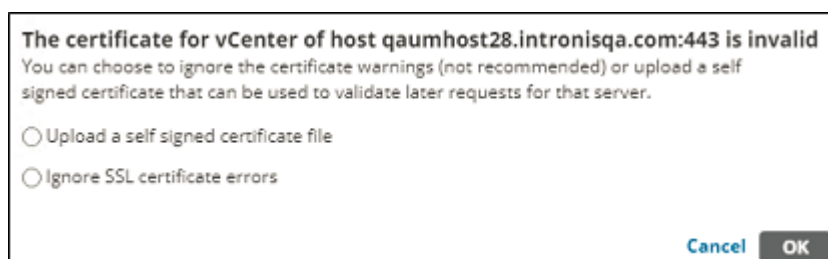 The certificate for vCenter of host qaumhost28.intronisqa.com:443 is invalid
You can choose to ignore the certificate warnings (not recommended) or upload a self
signed certificate that can be used to validate later requests for that server.
Upload a self signed certificate file
Ignore SSL certificate errors
Cancel OK